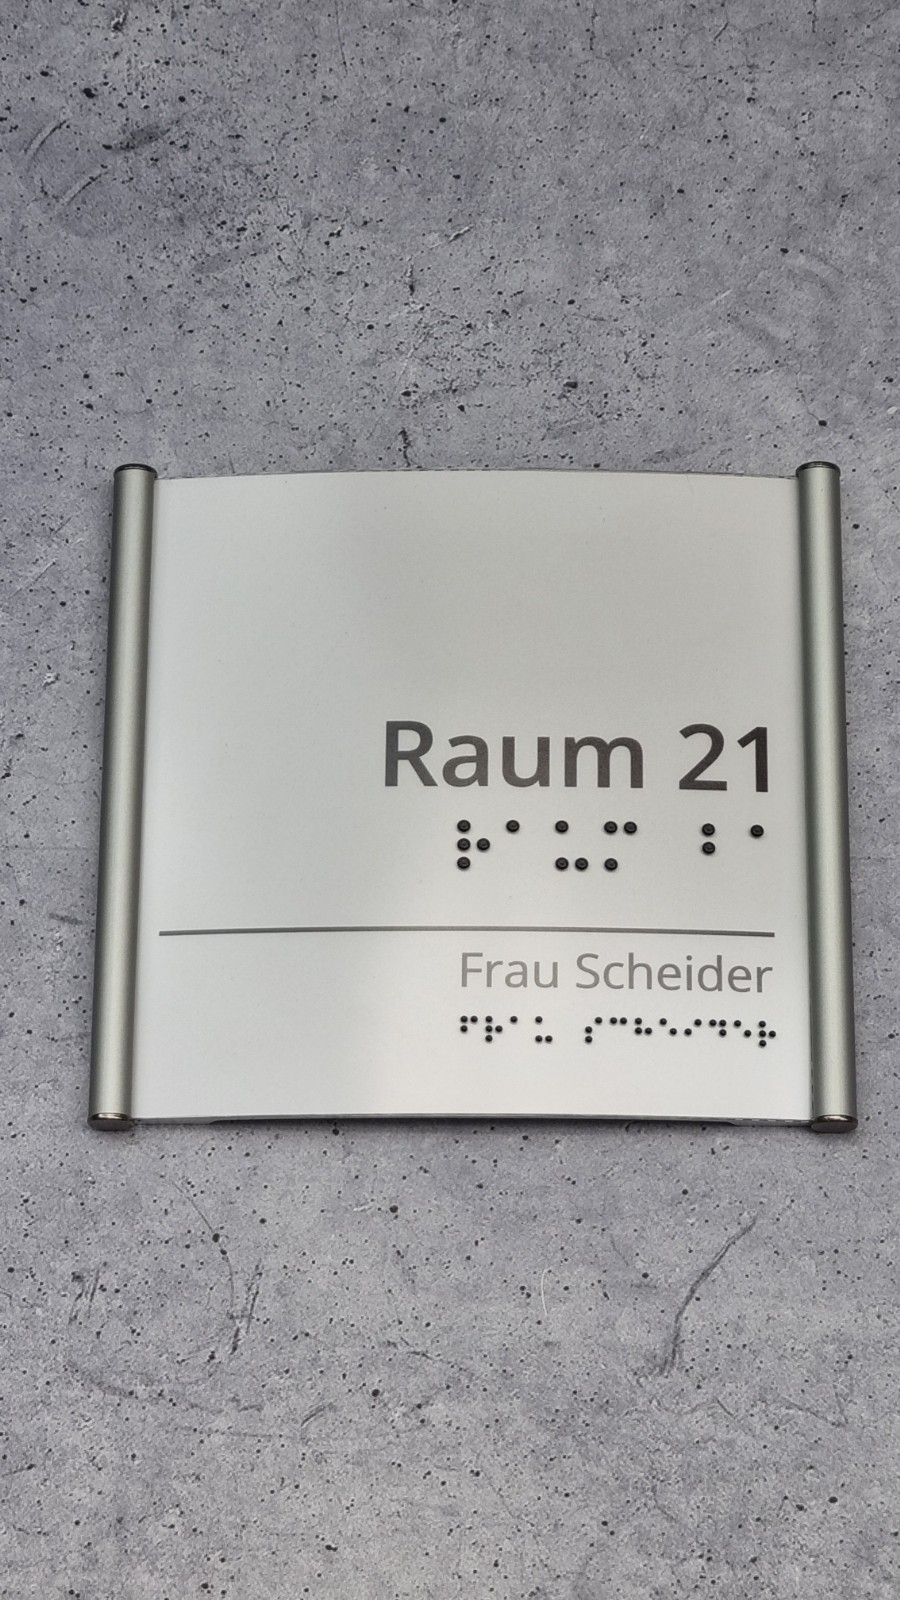 Raum 21
⠗⠁⠥⠍ ⠃⠁
Frau Scheider
⠋⠗⠁⠥ ⠎⠉⠓⠑⠊⠙⠑⠗